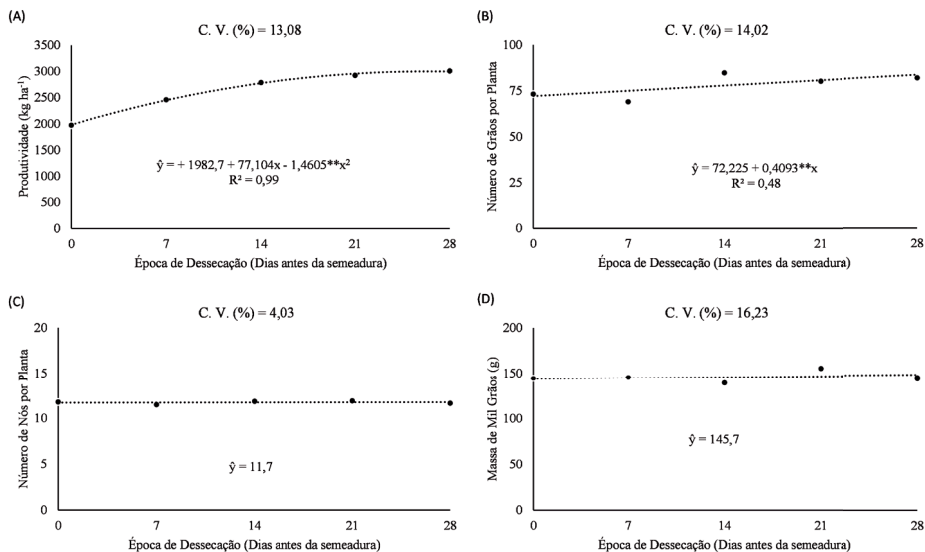 (A)
C. V. (%) = 13,08
Produtividade (kg ha⁻¹)
3500
3000
2500
2000
1500
1000
500
0
ŷ = + 1982,7 + 77,104x - 1,4605**x²
R² = 0,99
0 7 14 21 28
Época de Dessecação (Dias antes da semeadura)
(B)
C. V. (%) = 14,02
Número de Grãos por Planta
100
75
50
25
0
ŷ = 72,225 + 0,4093**x
R² = 0,48
0 7 14 21 28
Época de Dessecação (Dias antes da semeadura)
(C)
C. V. (%) = 4,03
Número de Nós por Planta
20
15
10
5
0
ŷ = 11,7
0 7 14 21 28
Época de Dessecação (Dias antes da semeadura)
(D)
C. V. (%) = 16,23
Massa de Mil Grãos (g)
200
150
100
50
0
ŷ = 145,7
0 7 14 21 28
Época de Dessecação (Dias antes da semeadura)